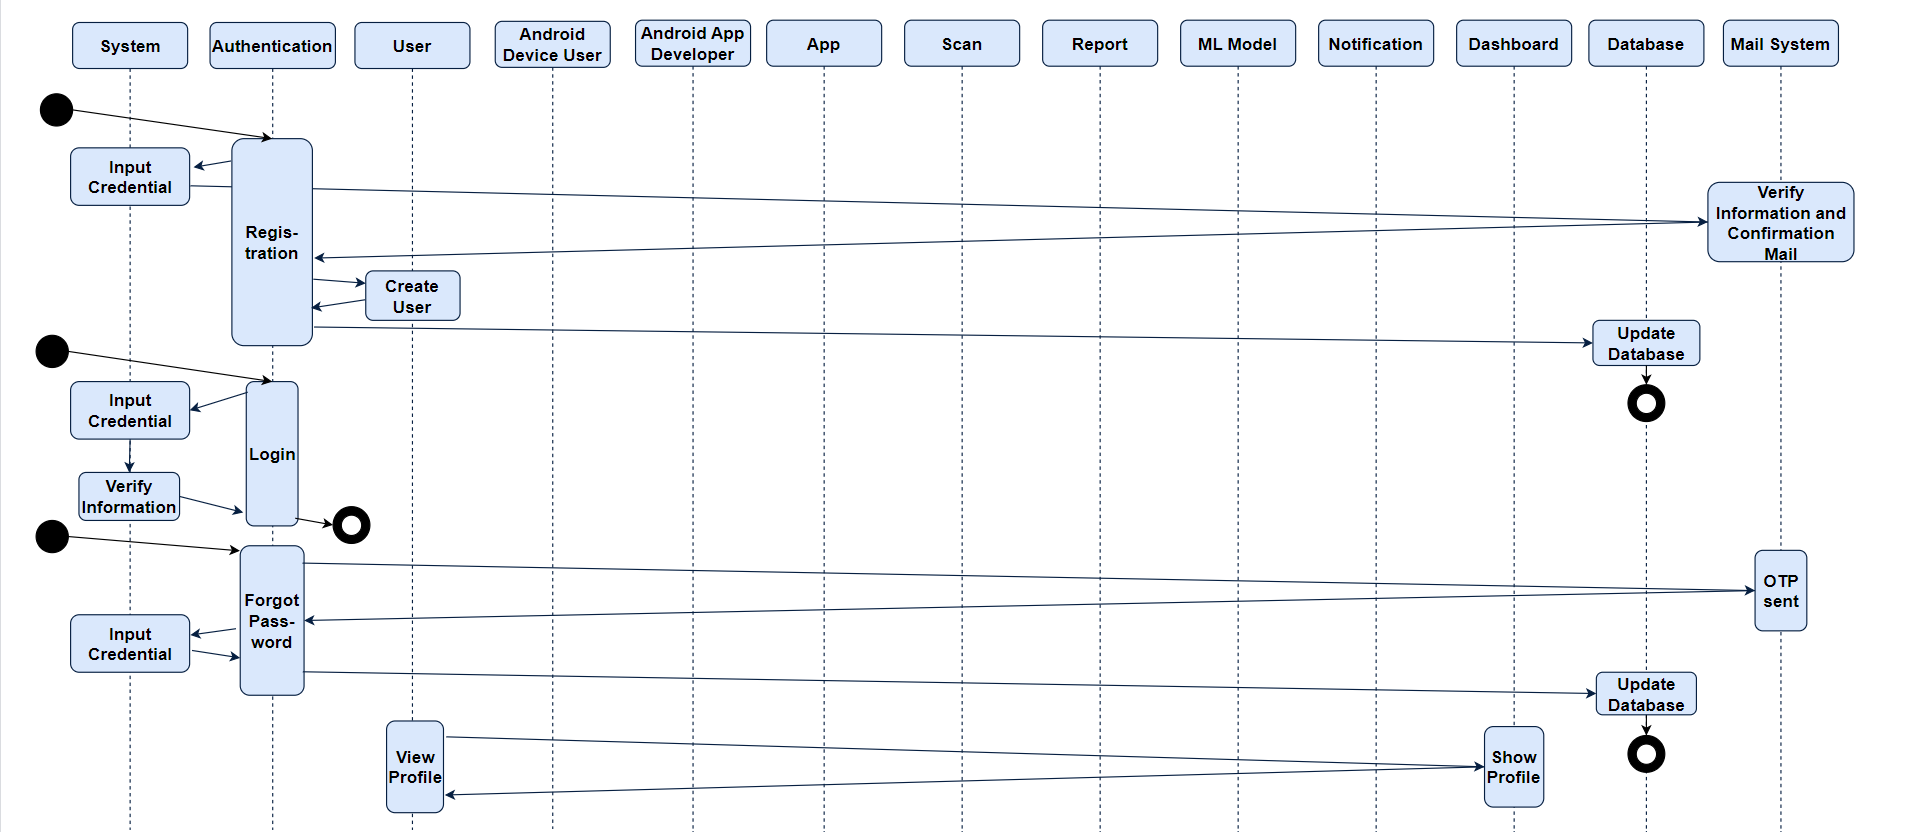 System
Authentication
User
Android
Device User
Android App
Developer
App
Scan
Report
ML Model
Notification
Dashboard
Database
Mail System
Input
Credential
Regis-
tration
Verify
Information and
Confirmation
Mail
Create
User
Update
Database
Input
Credential
Login
Verify
Information
Forgot
Pass-
word
OTP
sent
Input
Credential
Update
Database
View
Profile
Show
Profile